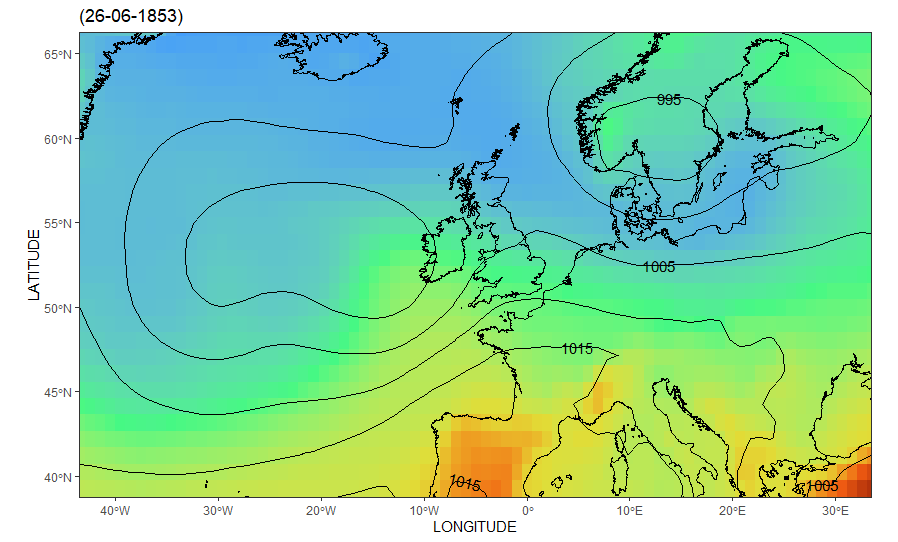 (26-06-1853)
65°N
60°N
55°N
50°N
45°N
40°N
LATITUDE
995
1005
1015
1015
1005
40°W
30°W
20°W
10°W
0°
10°E
20°E
30°E
LONGITUDE